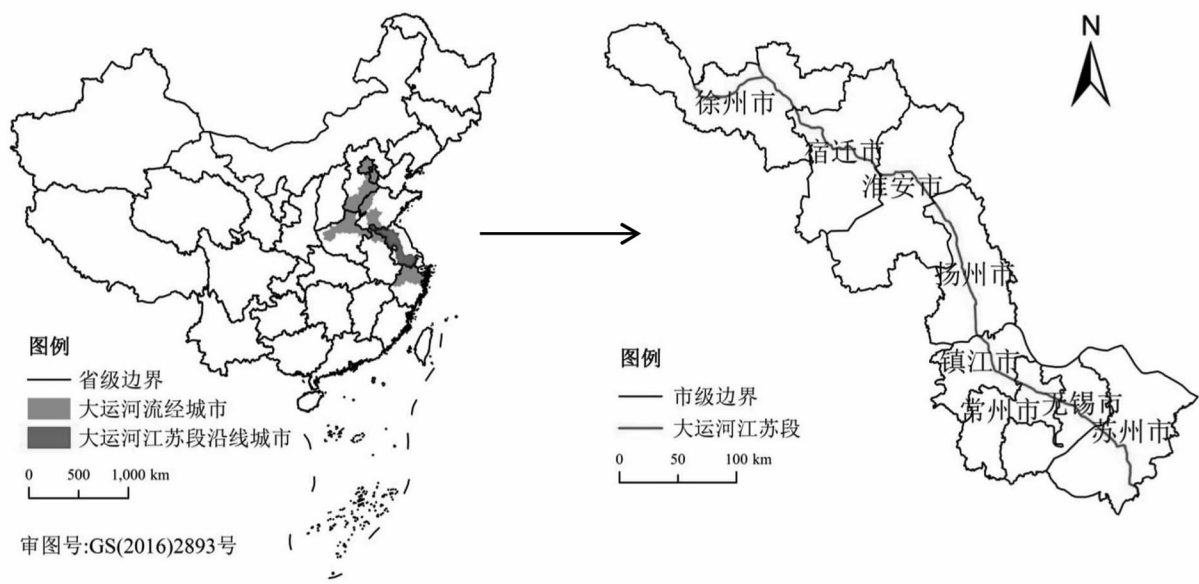 图例
省级边界
大运河流经城市
大运河江苏段沿线城市
0 500 1,000 km
审图号:GS(2016)2893号
N
徐州市
宿迁市
淮安市
扬州市
镇江市
常州市
无锡市
苏州市
图例
市级边界
大运河江苏段
0 50 100 km